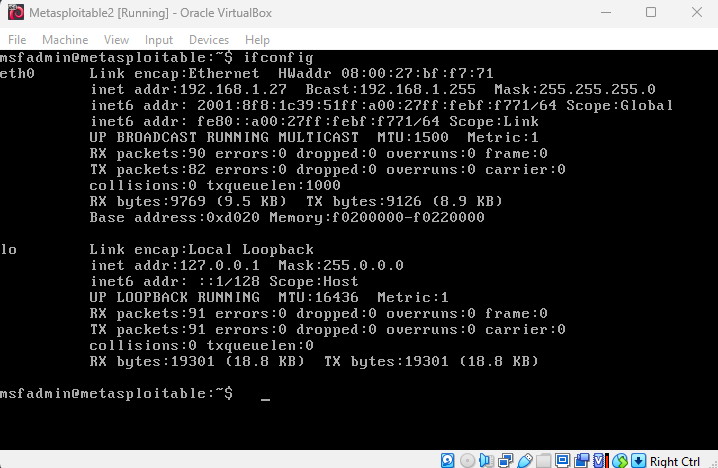 Metasploitable2 [Running] - Oracle VirtualBox
File Machine View Input Devices Help
msfadmin@metasploitable:~$ ifconfig
eth0 Link encap:Ethernet HWaddr 08:00:27:bf:f7:71
inet addr:192.168.1.27 Bcast:192.168.1.255 Mask:255.255.255.0
inet6 addr: 2001:8f8:1c39:51ff:a00:27ff:febf:f771/64 Scope:Global
inet6 addr: fe80::a00:27ff:febf:f771/64 Scope:Link
UP BROADCAST RUNNING MULTICAST MTU:1500 Metric:1
RX packets:90 errors:0 dropped:0 overruns:0 frame:0
TX packets:82 errors:0 dropped:0 overruns:0 carrier:0
collisions:0 txqueuelen:1000
RX bytes:9769 (9.5 KB) TX bytes:9126 (8.9 KB)
Base address:0xd020 Memory:f0200000-f0220000
lo Link encap:Local Loopback
inet addr:127.0.0.1 Mask:255.0.0.0
inet6 addr: ::1/128 Scope:Host
UP LOOPBACK RUNNING MTU:16436 Metric:1
RX packets:91 errors:0 dropped:0 overruns:0 frame:0
TX packets:91 errors:0 dropped:0 overruns:0 carrier:0
collisions:0 txqueuelen:0
RX bytes:19301 (18.8 KB) TX bytes:19301 (18.8 KB)
msfadmin@metasploitable:~$ _
Right Ctrl